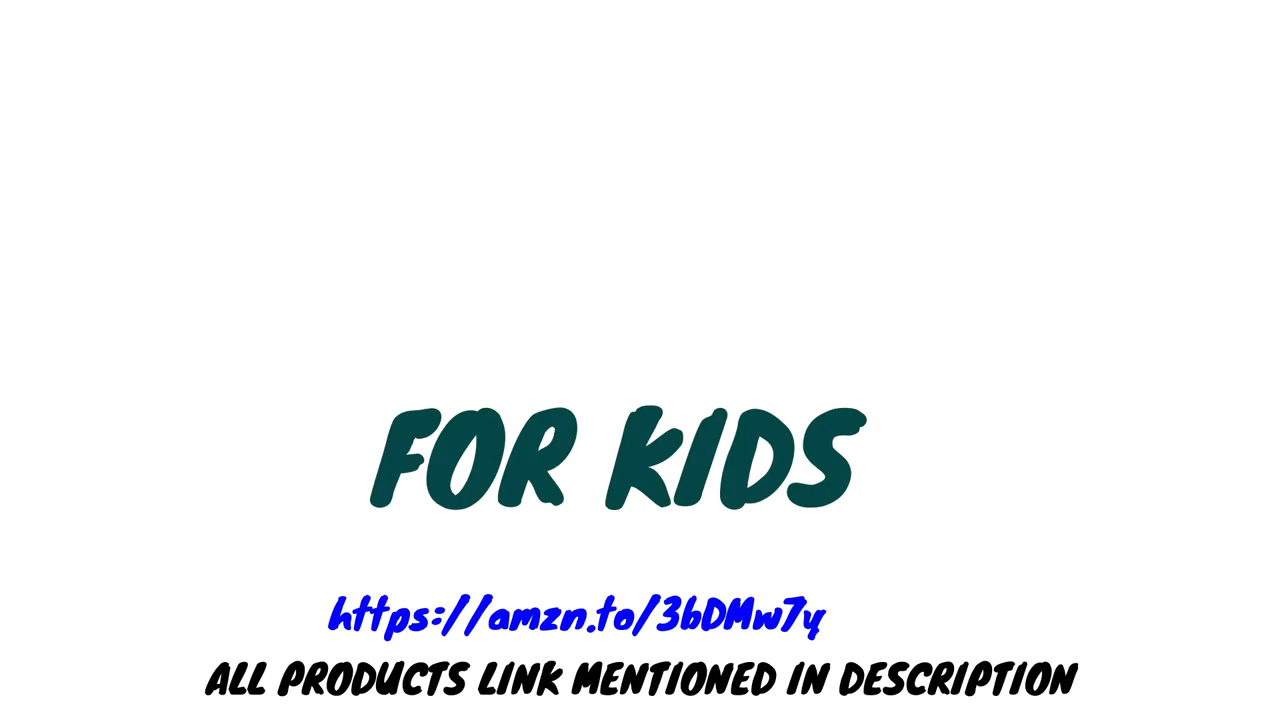 FOR KIDS
https://amzn.to/3bDMw7y
ALL PRODUCTS LINK MENTIONED IN DESCRIPTION